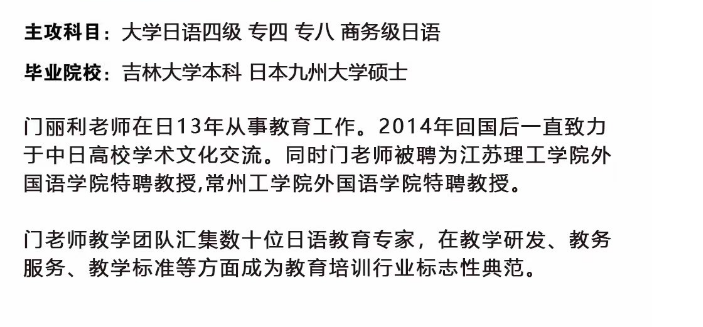 主攻科目：大学日语四级 专四 专八 商务级日语
毕业院校：吉林大学本科 日本九州大学硕士
门丽利老师在日13年从事教育工作。2014年回国后一直致力
于中日高校学术文化交流。同时门老师被聘为江苏理工学院外
国语学院特聘教授,常州工学院外国语学院特聘教授。
门老师教学团队汇集数十位日语教育专家，在教学研发、教务
服务、教学标准等方面成为教育培训行业标志性典范。